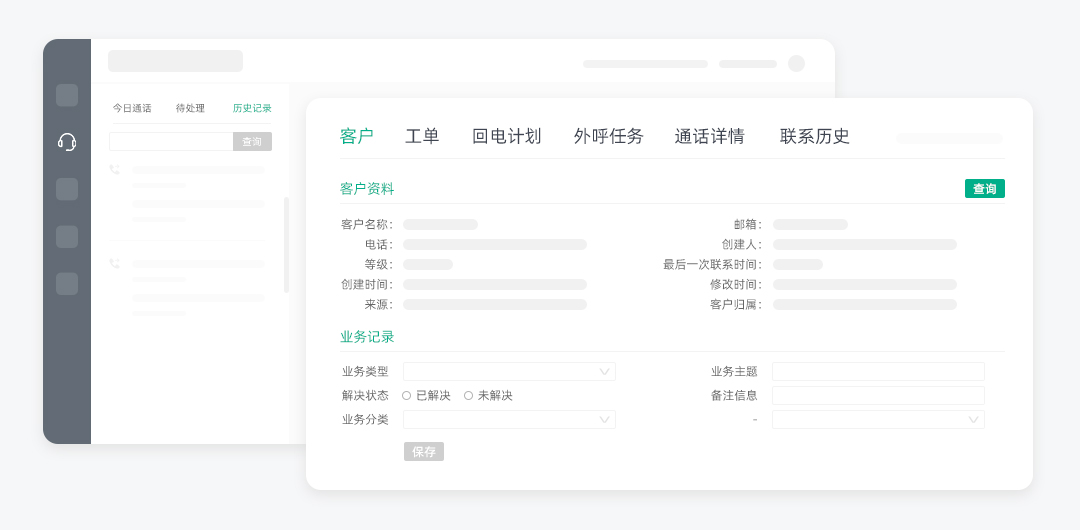 今日通话 待处理 历史记录
查询
客户 工单 回电计划 外呼任务 通话详情 联系历史
客户资料 查询
客户名称： 邮箱：
电话： 创建人：
等级： 最后一次联系时间：
创建时间： 修改时间：
来源： 客户归属：
业务记录
业务类型 业务主题
解决状态 已解决 未解决 备注信息
业务分类 -
保存